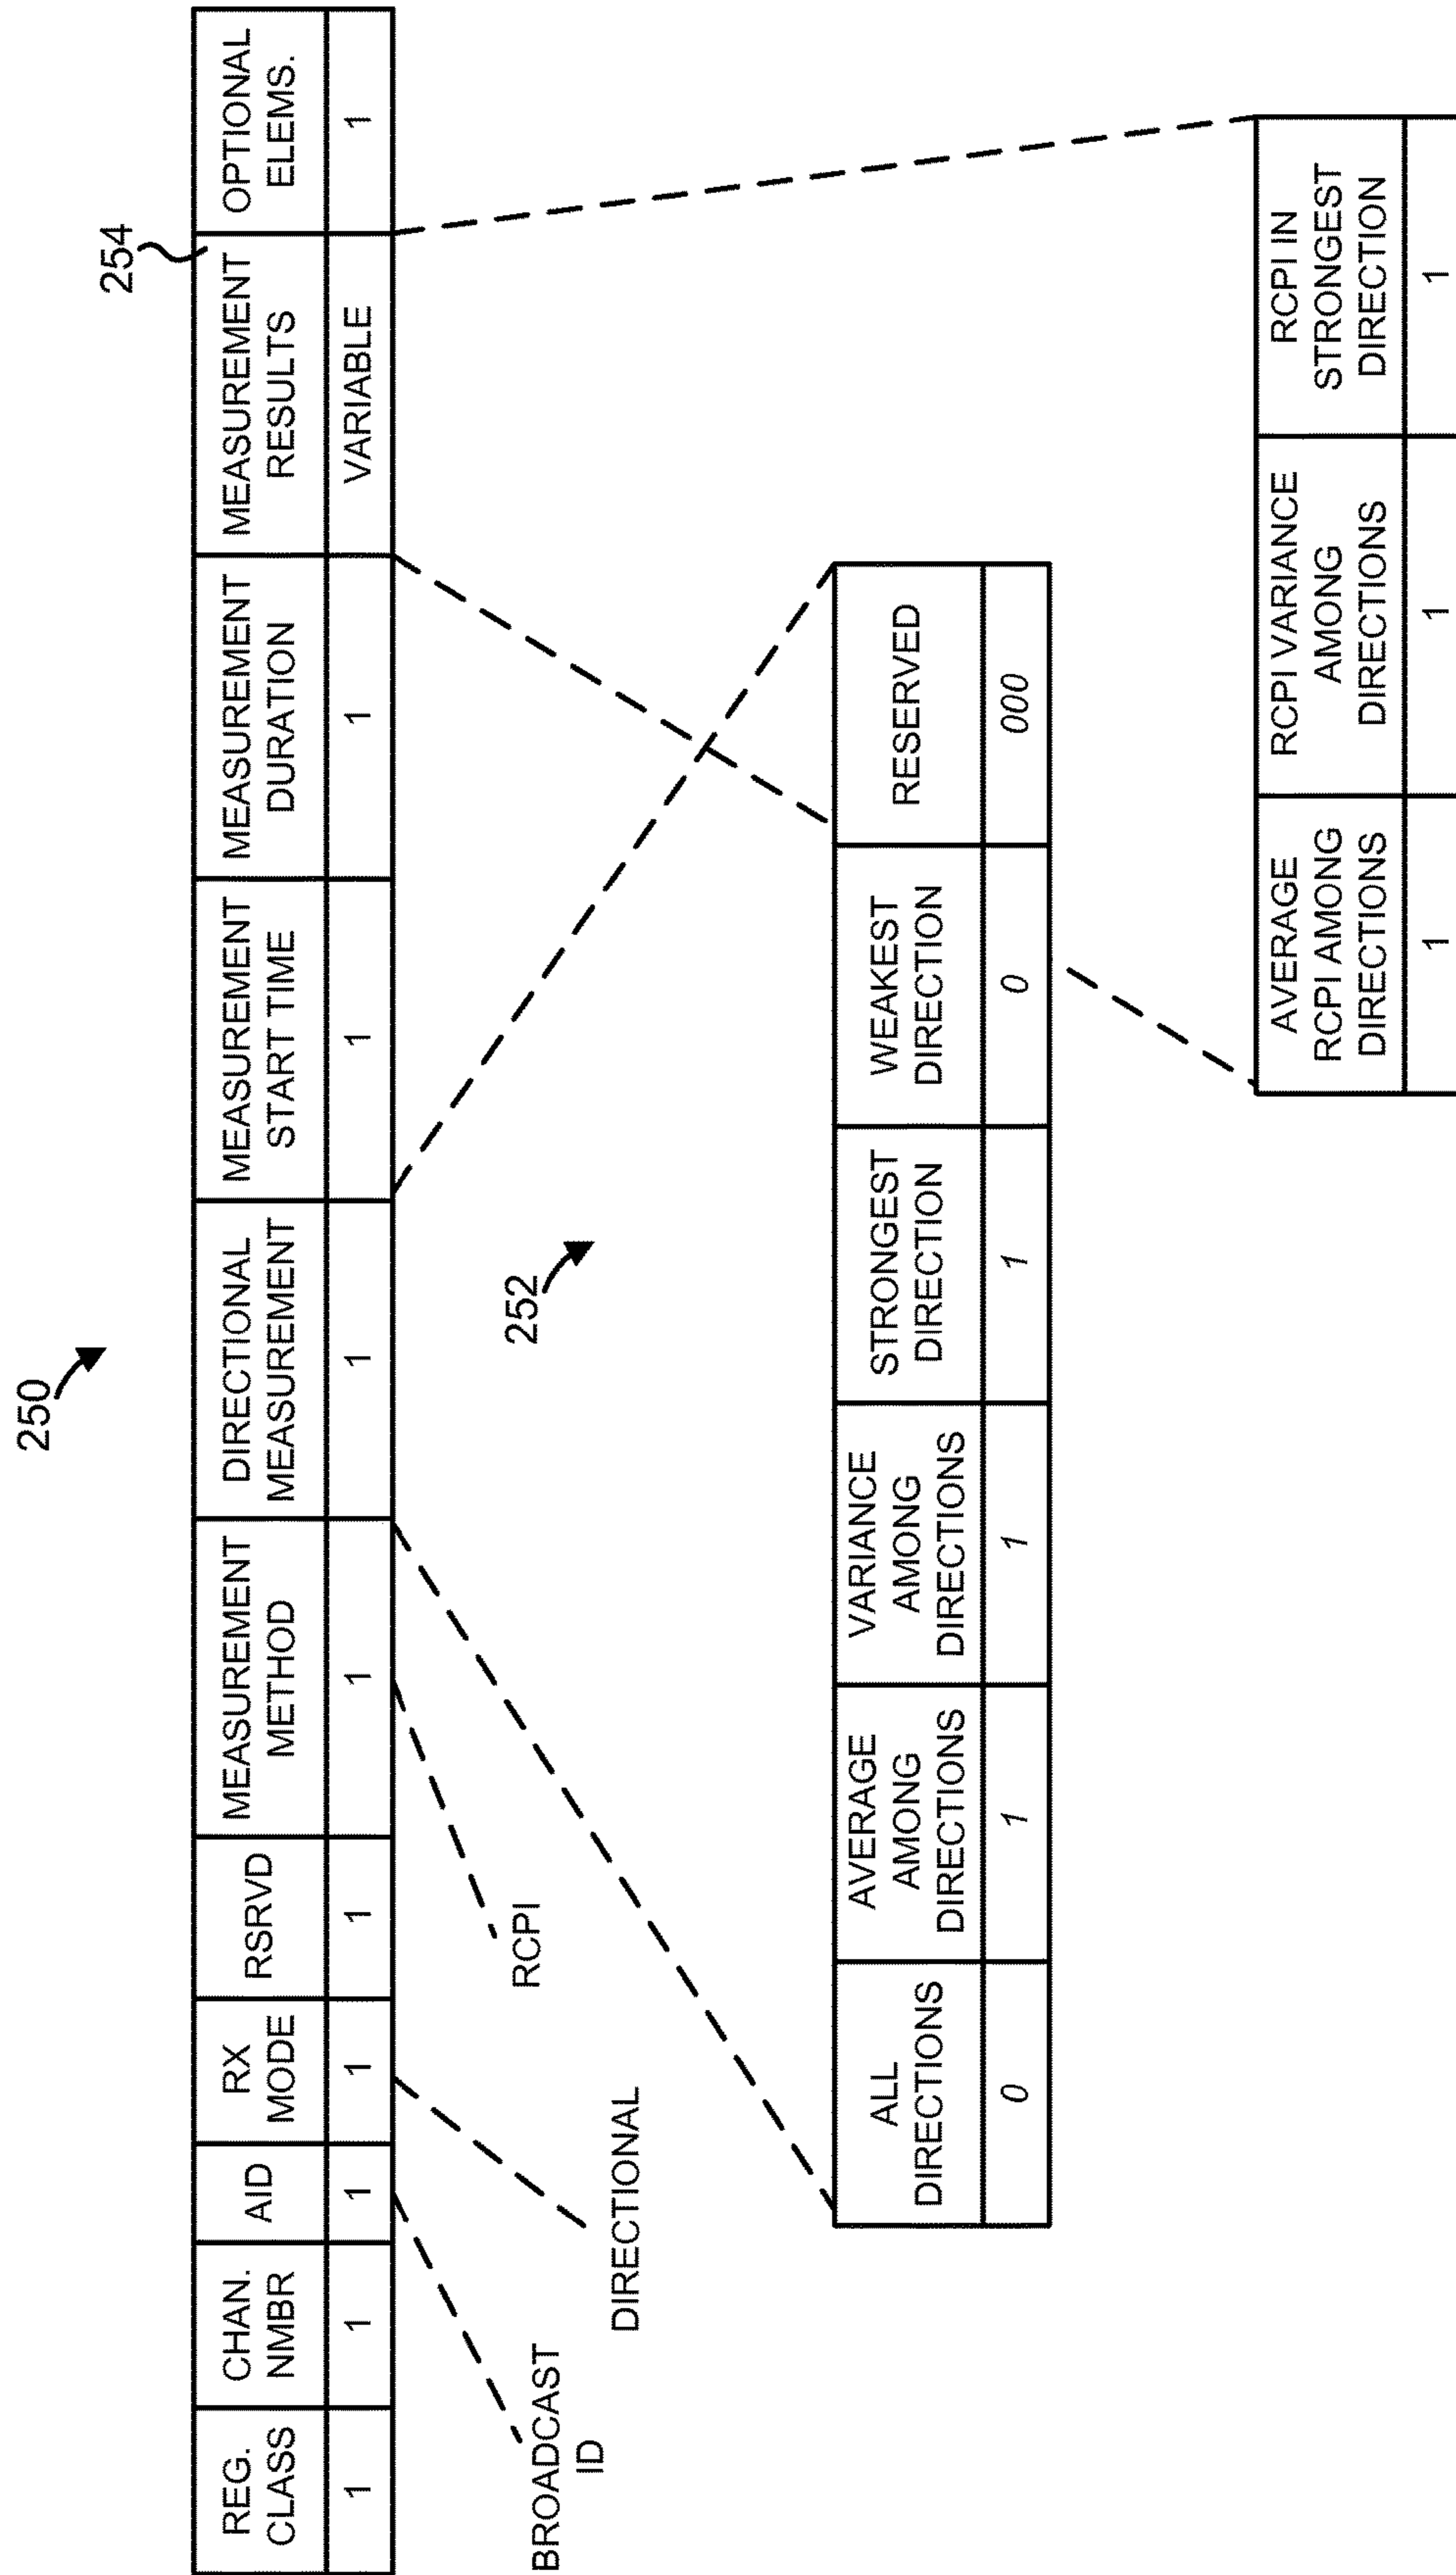 250
254
REG.
CLASS
CHAN.
NMBR
AID
RX
MODE
RSRVD
MEASUREMENT
METHOD
DIRECTIONAL
MEASUREMENT
MEASUREMENT
START TIME
MEASUREMENT
DURATION
MEASUREMENT
RESULTS
OPTIONAL
ELEMS.
1
1
1
1
1
1
1
1
1
VARIABLE
1
BROADCAST
ID
DIRECTIONAL
RCPI
252
ALL
DIRECTIONS
AVERAGE
AMONG
DIRECTIONS
VARIANCE
AMONG
DIRECTIONS
STRONGEST
DIRECTION
WEAKEST
DIRECTION
RESERVED
0
1
1
1
0
000
AVERAGE
RCPI AMONG
DIRECTIONS
RCPI VARIANCE
AMONG
DIRECTIONS
RCPI IN
STRONGEST
DIRECTION
1
1
1